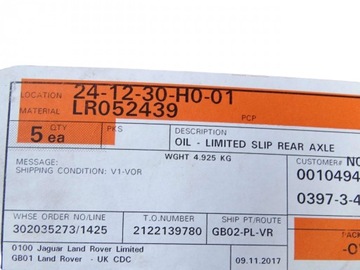 LOCATION 24-12-30-H0-01
MATERIAL LR052439
PCP
QTY 5 ea PKS
DESCRIPTION
OIL - LIMITED SLIP REAR AXLE
WGHT 4.925 KG
MESSAGE:
SHIPPING CONDITION: V1-VOR
CUSTOMER# 
0010494
0397-3-4
WHSE ORDER NO/LINE T.O.NUMBER SHIP PT/ROUTE
302035273/1425 2122139780 GB02-PL-VR
0100 Jaguar Land Rover Limited
GB01 Land Rover - UK CDC 09.11.2017